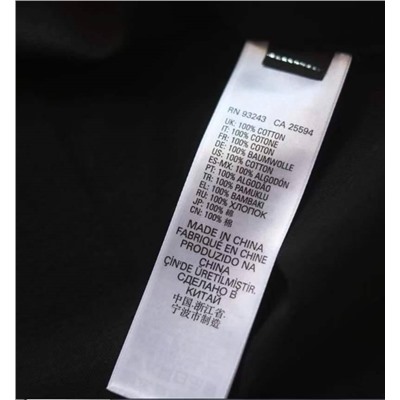 RN 93243 CA 25594
UK: 100% COTTON
IT: 100% COTONE
FR: 100% COTON
DE: 100% BAUMWOLLE
US: 100% COTTON
ES-MX: 100% ALGODÓN
PT: 100% ALGODÃO
TR: 100% PAMUKLU
EL: 100% BAMBAKI
RU: 100% ХЛОПОК
JP: 100% 綿
CN: 100% 棉
MADE IN CHINA
FABRIQUÉ EN CHINE
PRODUZIDO NA
CHINA
ÇİN'DE ÜRETİLMİŞTİR.
СДЕЛАНО В
КИТАЙ
中国·浙江省·
宁波市制造